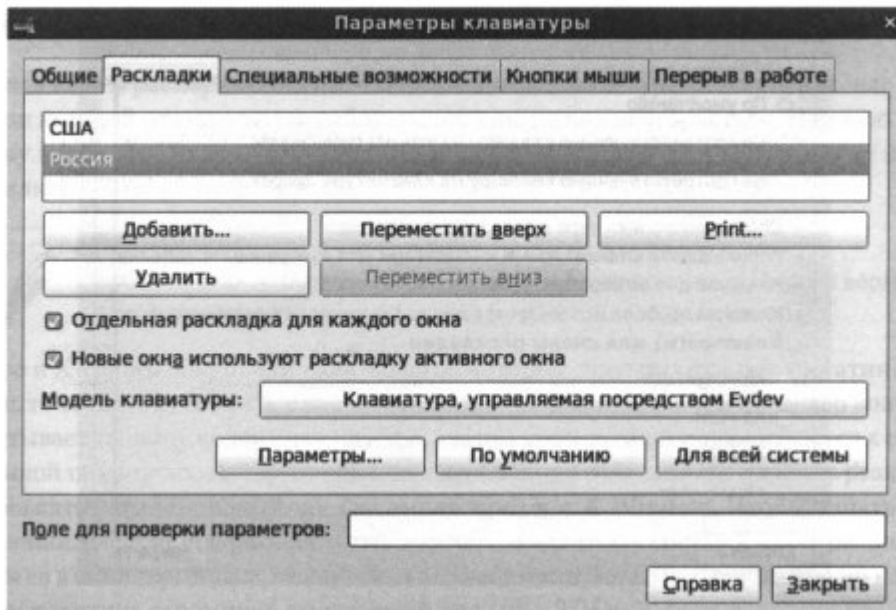 Параметры клавиатуры
Общие Раскладки Специальные возможности Кнопки мыши Перерыв в работе
США
Россия
Добавить... Переместить вверх Print...
Удалить Переместить вниз
Отдельная раскладка для каждого окна
Новые окна используют раскладку активного окна
Модель клавиатуры: Клавиатура, управляемая посредством Evdev
Параметры... По умолчанию Для всей системы
Поле для проверки параметров:
Справка Закрыть